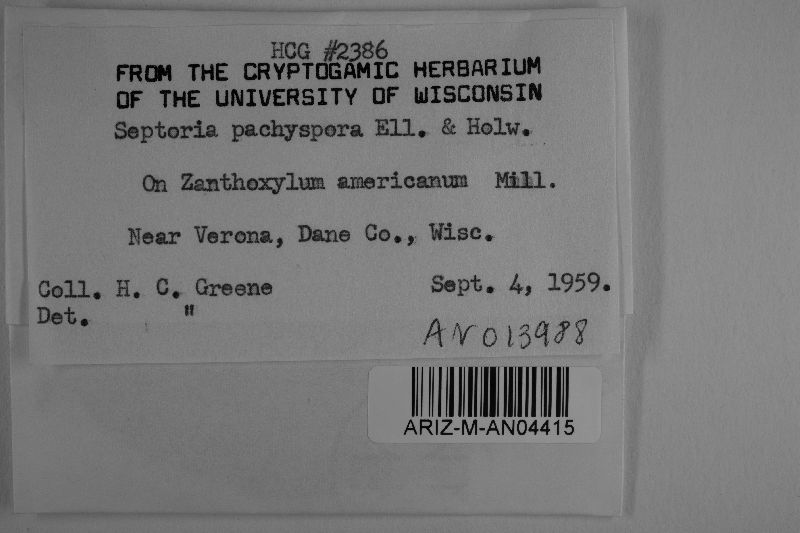 HCG #2386
FROM THE CRYPTOGAMIC HERBARIUM
OF THE UNIVERSITY OF WISCONSIN
Septoria pachyspora Ell. & Holw.
On Zanthoxylum americanum Mill.
Near Verona, Dane Co., Wisc.
Coll. H. C. Greene Sept. 4, 1959.
Det. "
AN013988
ARIZ-M-AN04415